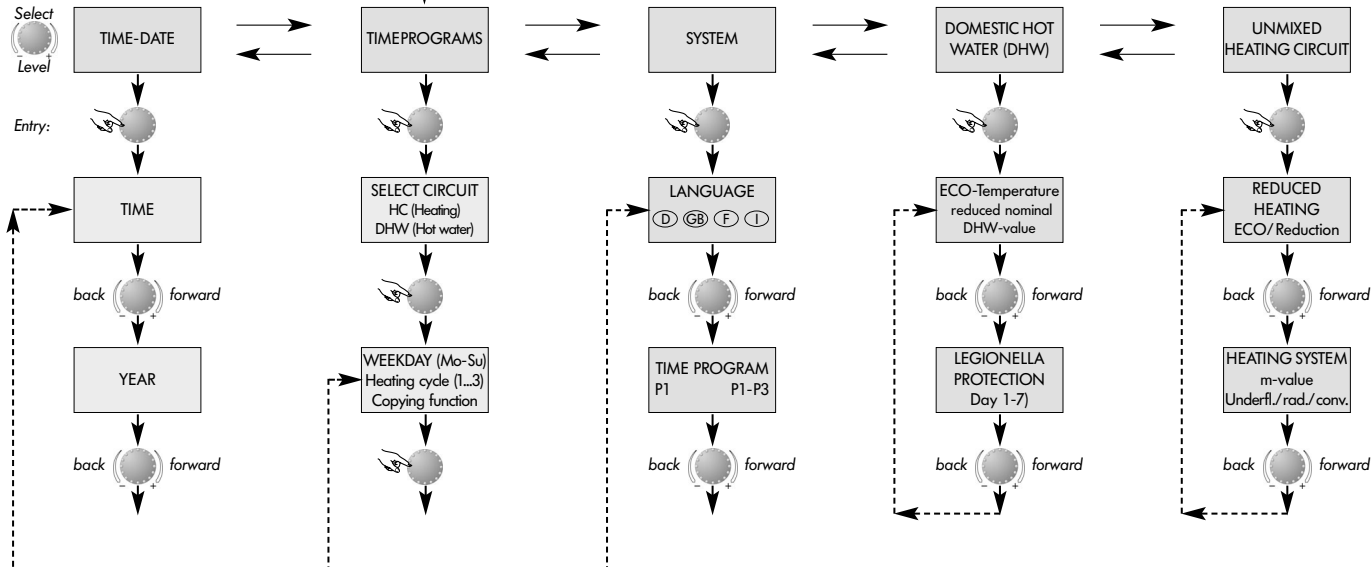 Select
Level
TIME-DATE
TIMEPROGRAMS
SYSTEM
DOMESTIC HOT
WATER (DHW)
UNMIXED
HEATING CIRCUIT
Entry:
TIME
SELECT CIRCUIT
HC (Heating)
DHW (Hot water)
LANGUAGE
D GB F I
ECO-Temperature
reduced nominal
DHW-value
REDUCED
HEATING
ECO/Reduction
back forward
back forward
back forward
back forward
YEAR
WEEKDAY (Mo-Su)
Heating cycle (1...3)
Copying function
TIME PROGRAM
P1 P1-P3
LEGIONELLA
PROTECTION
Day 1-7)
HEATING SYSTEM
m-value
Underfl./rad./conv.
back forward
back forward
back forward
back forward